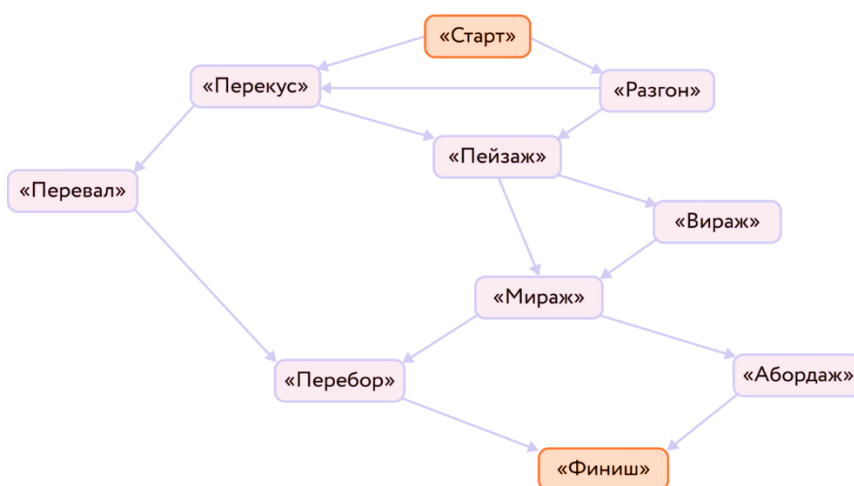 «Старт»
«Перекус»
«Разгон»
«Пейзаж»
«Перевал»
«Вираж»
«Мираж»
«Перебор»
«Абордаж»
«Финиш»